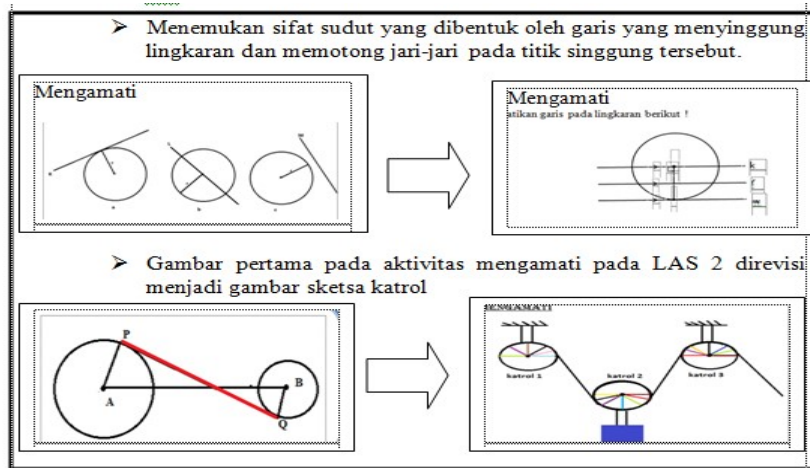 ➤ Menemukan sifat sudut yang dibentuk oleh garis yang menyinggung
lingkaran dan memotong jari-jari pada titik singgung tersebut.
Mengamati
Mengamati
atikan garis pada lingkaran berikut !
k
➤ Gambar pertama pada aktivitas mengamati pada LAS 2 direvisi
menjadi gambar sketsa katrol
P
A
B
Q
MENGAMATI
katrol 1
katrol 2
katrol 3